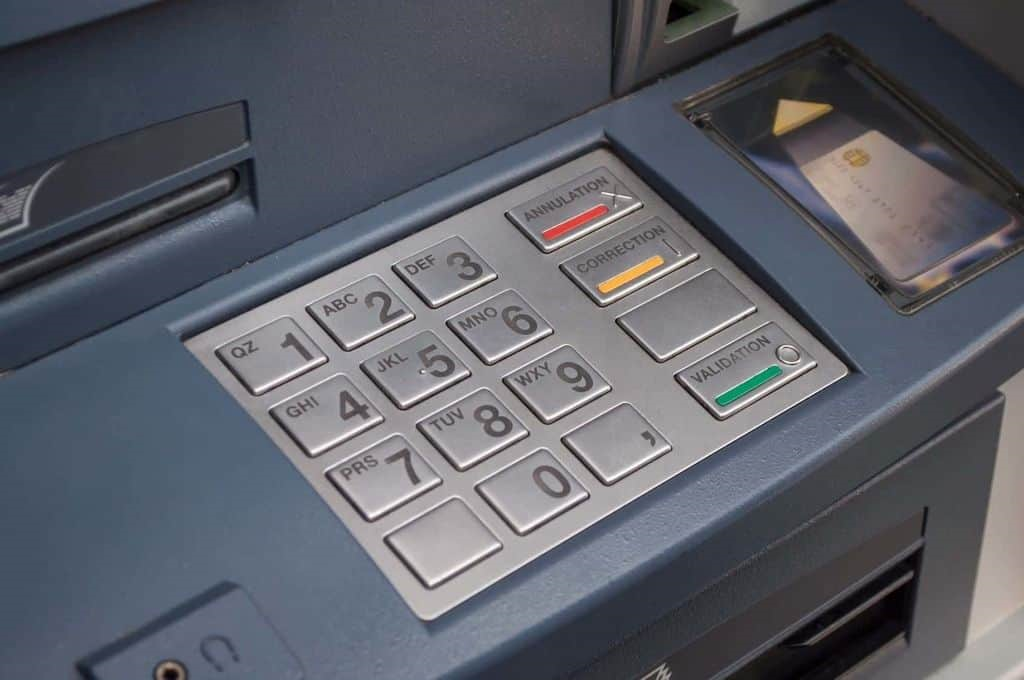 QZ 1
ABC 2
DEF 3
ANNULATION
GHI 4
JKL 5
MNO 6
CORRECTION
PRS 7
TUV 8
WXY 9
0
,
VALIDATION